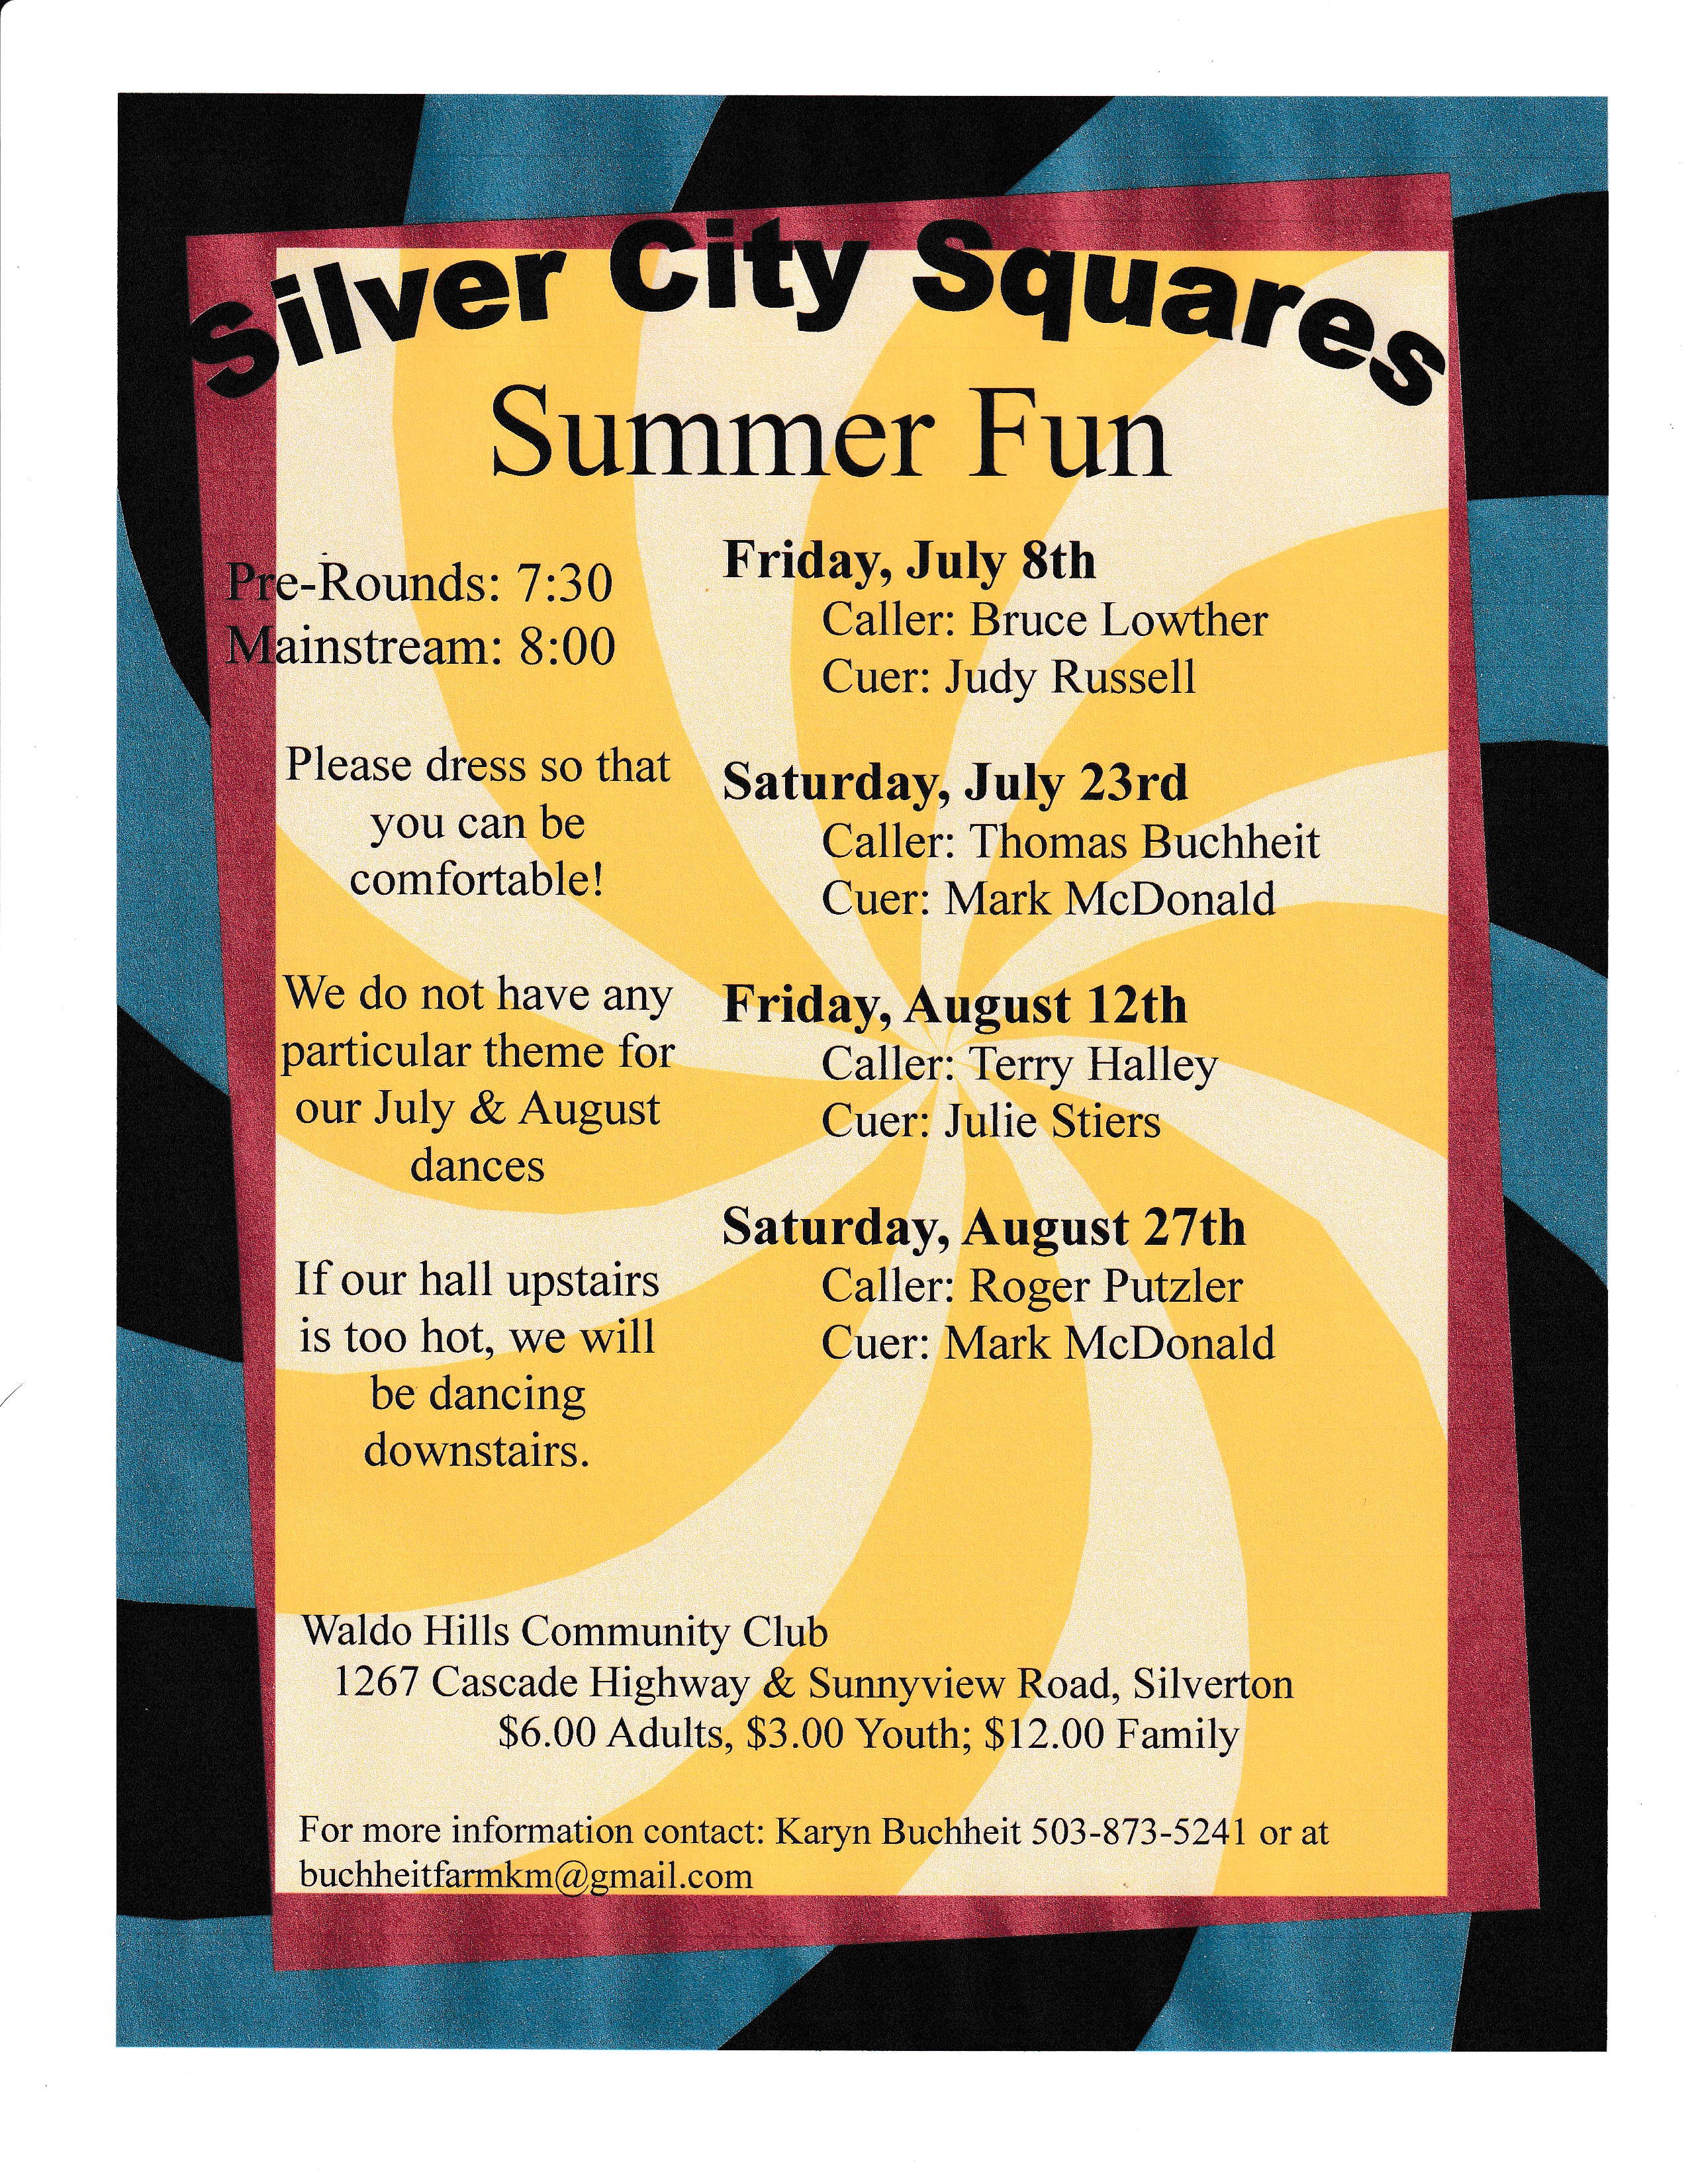 Silver City Squares
Summer Fun
Pre-Rounds: 7:30
Mainstream: 8:00
Please dress so that
you can be
comfortable!
We do not have any
particular theme for
our July & August
dances
If our hall upstairs
is too hot, we will
be dancing
downstairs.
Friday, July 8th
Caller: Bruce Lowther
Cuer: Judy Russell
Saturday, July 23rd
Caller: Thomas Buchheit
Cuer: Mark McDonald
Friday, August 12th
Caller: Terry Halley
Cuer: Julie Stiers
Saturday, August 27th
Caller: Roger Putzler
Cuer: Mark McDonald
Waldo Hills Community Club
1267 Cascade Highway & Sunnyview Road, Silverton
$6.00 Adults, $3.00 Youth; $12.00 Family
For more information contact: Karyn Buchheit 503-873-5241 or at
buchheitfarmkm@gmail.com